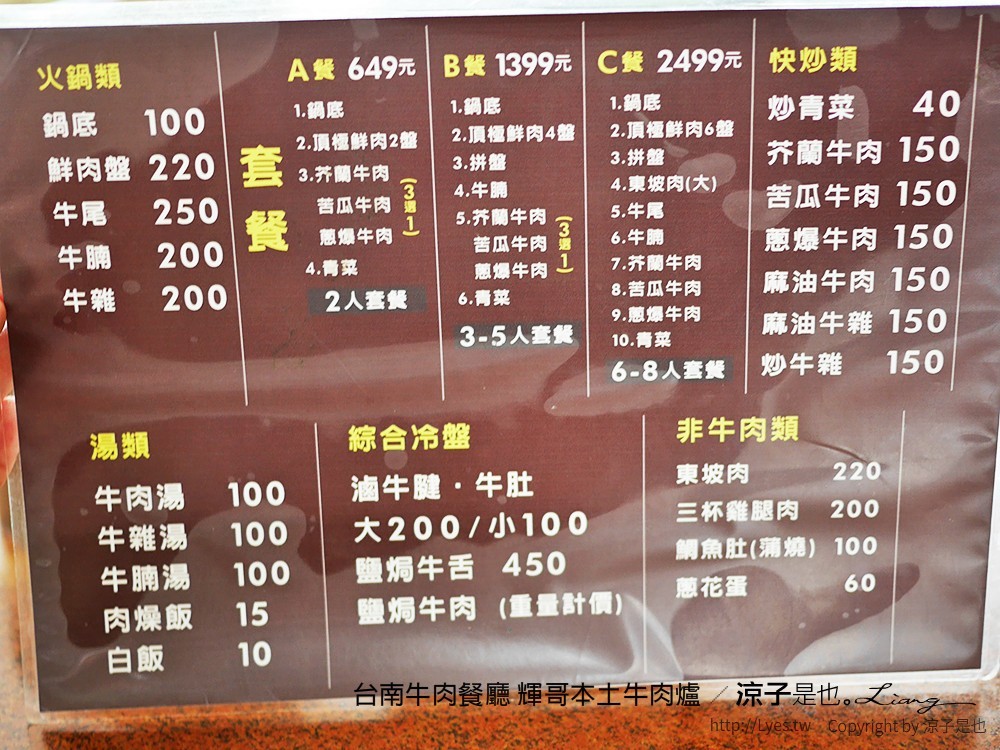 火鍋類
鍋底 100
鮮肉盤 220
牛尾 250
牛腩 200
牛雜 200
套餐
A餐 649元
1.鍋底
2.頂極鮮肉2盤
3.芥蘭牛肉
苦瓜牛肉
蔥爆牛肉
(3選1)
4.青菜
2人套餐
B餐 1399元
1.鍋底
2.頂極鮮肉4盤
3.拼盤
4.牛腩
5.芥蘭牛肉
苦瓜牛肉
蔥爆牛肉
(3選1)
6.青菜
3-5人套餐
C餐 2499元
1.鍋底
2.頂極鮮肉6盤
3.拼盤
4.東坡肉(大)
5.牛尾
6.牛腩
7.芥蘭牛肉
8.苦瓜牛肉
9.蔥爆牛肉
10.青菜
6-8人套餐
快炒類
炒青菜 40
芥蘭牛肉 150
苦瓜牛肉 150
蔥爆牛肉 150
麻油牛肉 150
麻油牛雜 150
炒牛雜 150
湯類
牛肉湯 100
牛雜湯 100
牛腩湯 100
肉燥飯 15
白飯 10
綜合冷盤
滷牛腱．牛肚
大200/小100
鹽焗牛舌 450
鹽焗牛肉 (重量計價)
非牛肉類
東坡肉 220
三杯雞腿肉 200
鯛魚肚(蒲燒) 100
蔥花蛋 60
台南牛肉餐廳 輝哥本土牛肉爐 ／ 涼子是也。Liang
http://Lyes.tw Copyright by 涼子是也